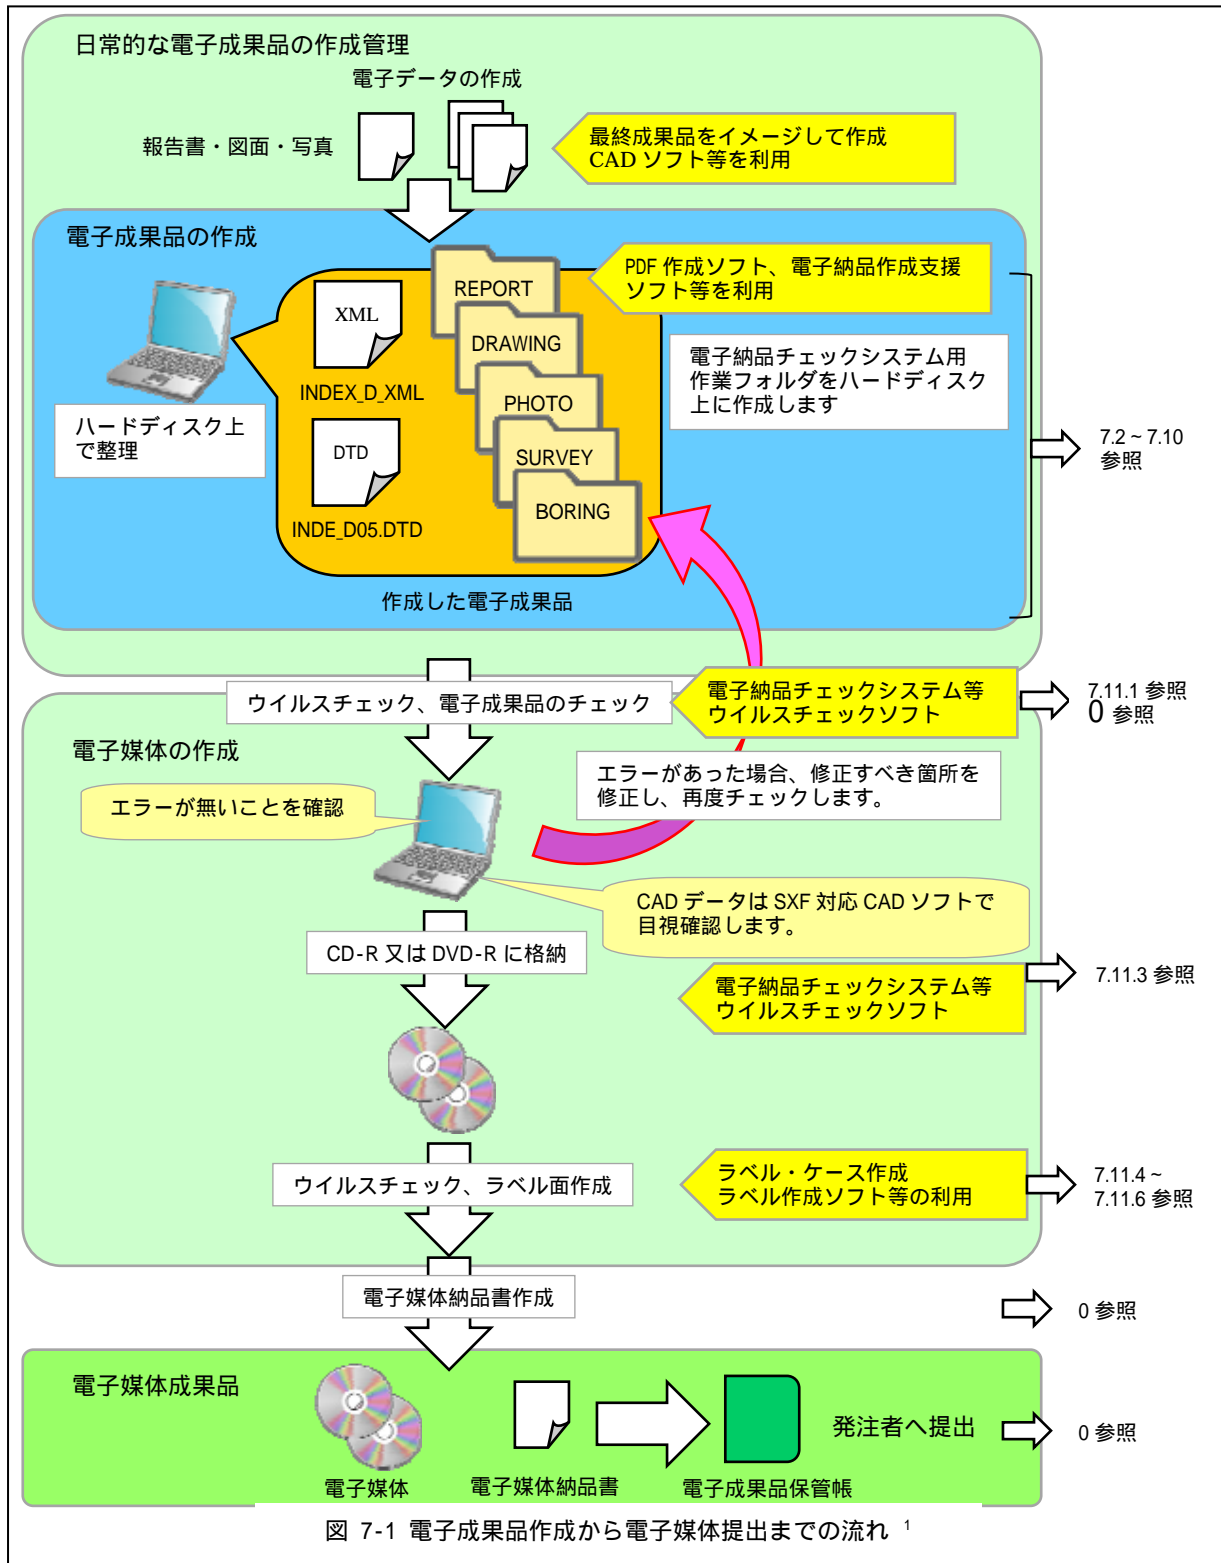 日常的な電子成果品の作成管理
電子データの作成
報告書・図面・写真
最終成果品をイメージして作成
CAD ソフト等を利用
電子成果品の作成
PDF 作成ソフト、電子納品作成支援
ソフト等を利用
REPORT
XML
DRAWING
電子納品チェックシステム用
作業フォルダをハードディスク
上に作成します
INDEX_D_XML
PHOTO
ハードディスク上
で整理
DTD
SURVEY
7.2～7.10
参照
BORING
INDE_D05.DTD
作成した電子成果品
ウイルスチェック、電子成果品のチェック
電子納品チェックシステム等
ウイルスチェックソフト
7.11.1 参照
0 参照
電子媒体の作成
エラーがあった場合、修正すべき箇所を
修正し、再度チェックします。
エラーが無いことを確認
CAD データは SXF 対応 CAD ソフトで
目視確認します。
CD-R 又は DVD-R に格納
電子納品チェックシステム等
ウイルスチェックソフト
7.11.3 参照
ウイルスチェック、ラベル面作成
ラベル・ケース作成
ラベル作成ソフト等の利用
7.11.4～
7.11.6 参照
電子媒体納品書作成
0 参照
電子媒体成果品
発注者へ提出
0 参照
電子媒体
電子媒体納品書
電子成果品保管帳
図 7-1 電子成果品作成から電子媒体提出までの流れ 1